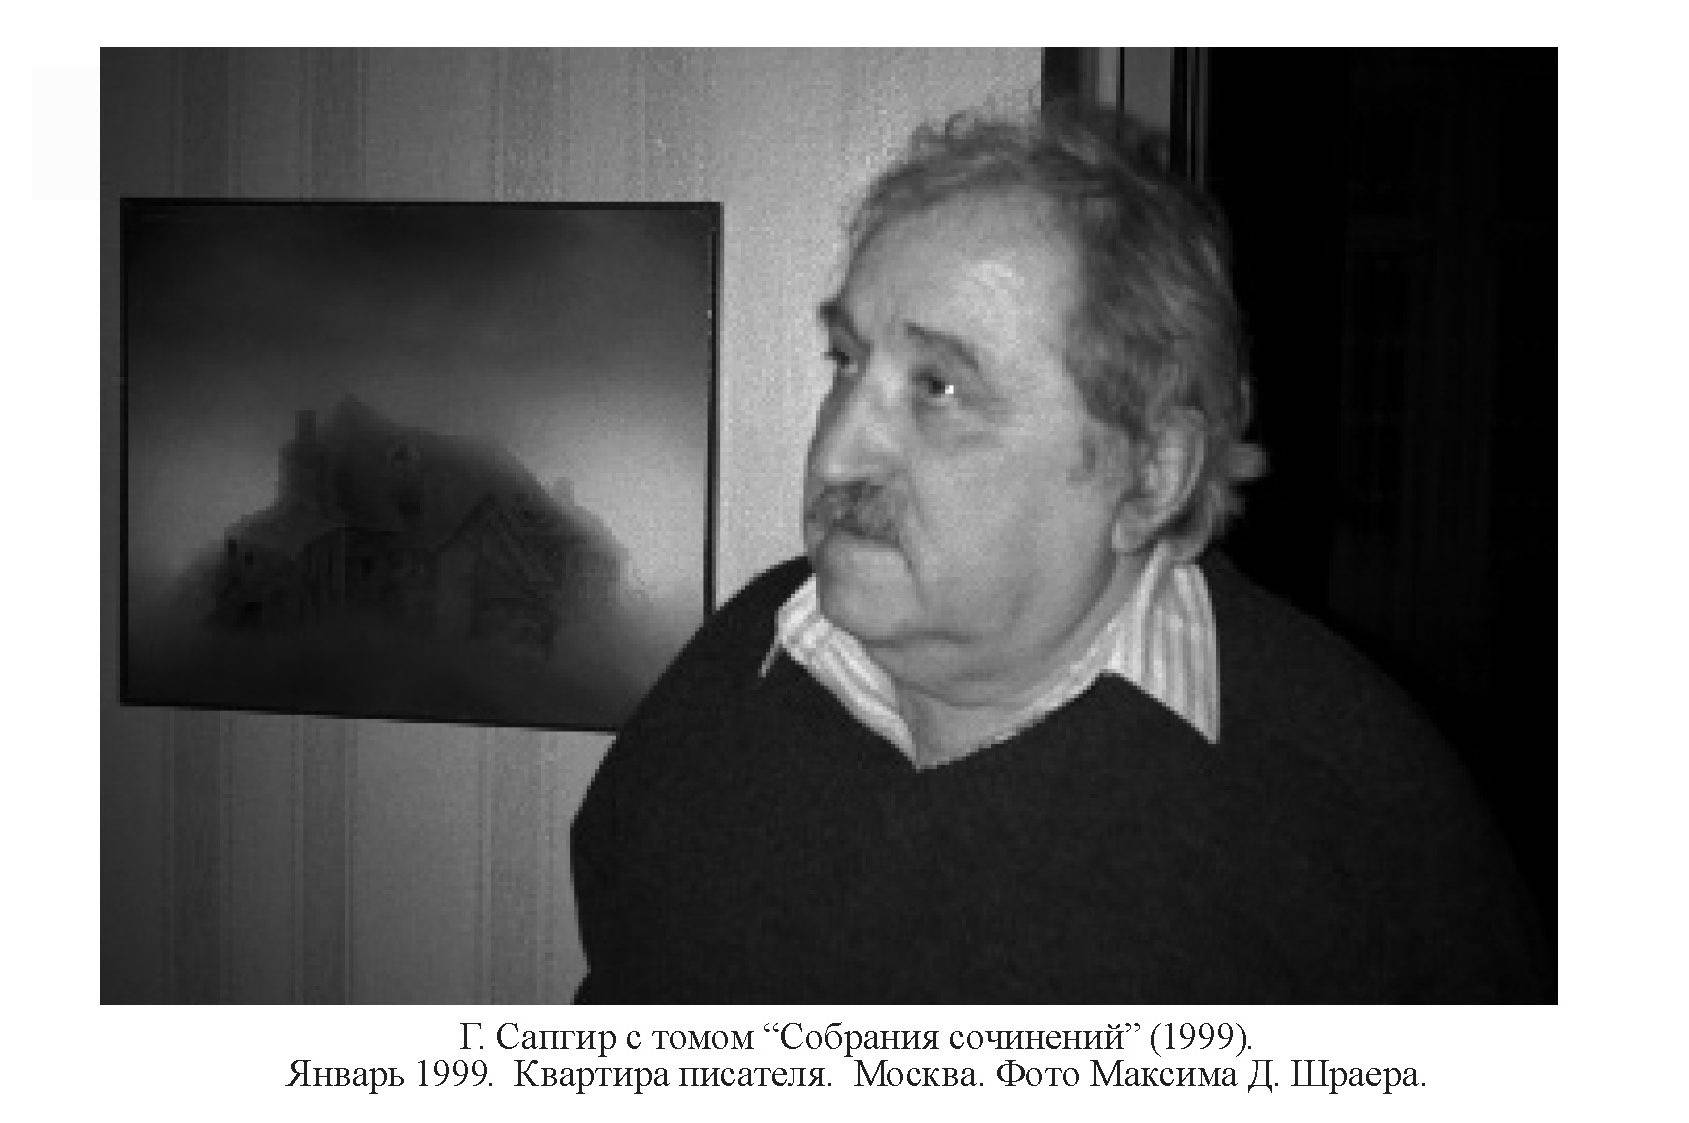 Г. Сапгир с томом “Собрания сочинений” (1999).
Январь 1999. Квартира писателя. Москва. Фото Максима Д. Шраера.